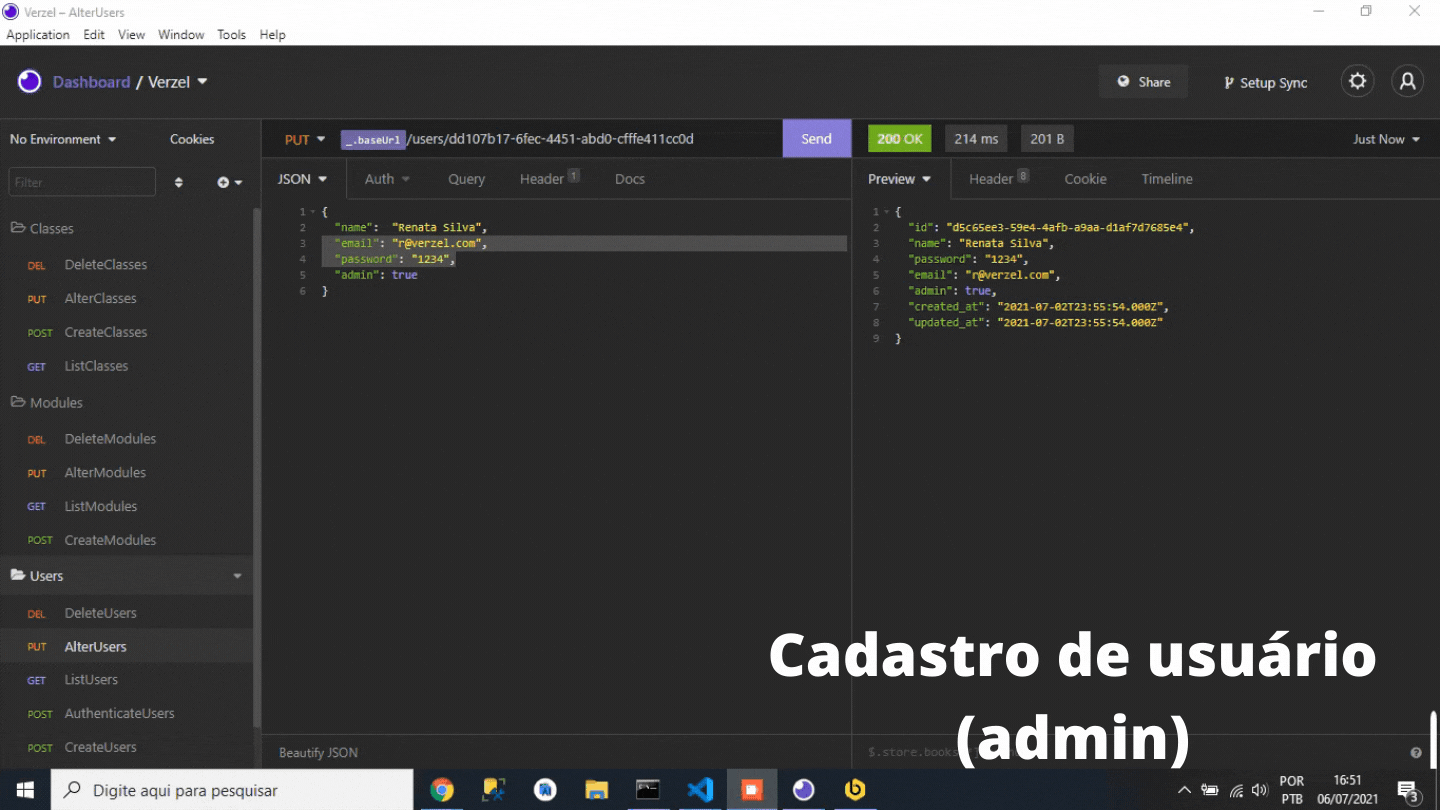 Verzel – AlterUsers
Application Edit View Window Tools Help
Dashboard / Verzel
Share
Setup Sync
No Environment
Cookies
PUT
_.baseUrl/users/dd107b17-6fec-4451-abd0-cfffe411cc0d
Send
200 OK
214 ms
201 B
Just Now
Filter
JSON
Auth
Query
Header 1
Docs
Preview
Header 8
Cookie
Timeline
Classes
DEL DeleteClasses
PUT AlterClasses
POST CreateClasses
GET ListClasses
Modules
DEL DeleteModules
PUT AlterModules
GET ListModules
POST CreateModules
Users
DEL DeleteUsers
PUT AlterUsers
GET ListUsers
POST AuthenticateUsers
POST CreateUsers
1 {
2 "name": "Renata Silva",
3 "email": "r@verzel.com",
4 "password": "1234",
5 "admin": true
6 }
1 {
2 "id": "d5c65ee3-59e4-4afb-a9aa-d1af7d7685e4",
3 "name": "Renata Silva",
4 "password": "1234",
5 "email": "r@verzel.com",
6 "admin": true,
7 "created_at": "2021-07-02T23:55:54.000Z",
8 "updated_at": "2021-07-02T23:55:54.000Z"
9 }
Cadastro de usuário
(admin)
Beautify JSON
$.store.books
Digite aqui para pesquisar
POR
PTB
16:51
06/07/2021
3